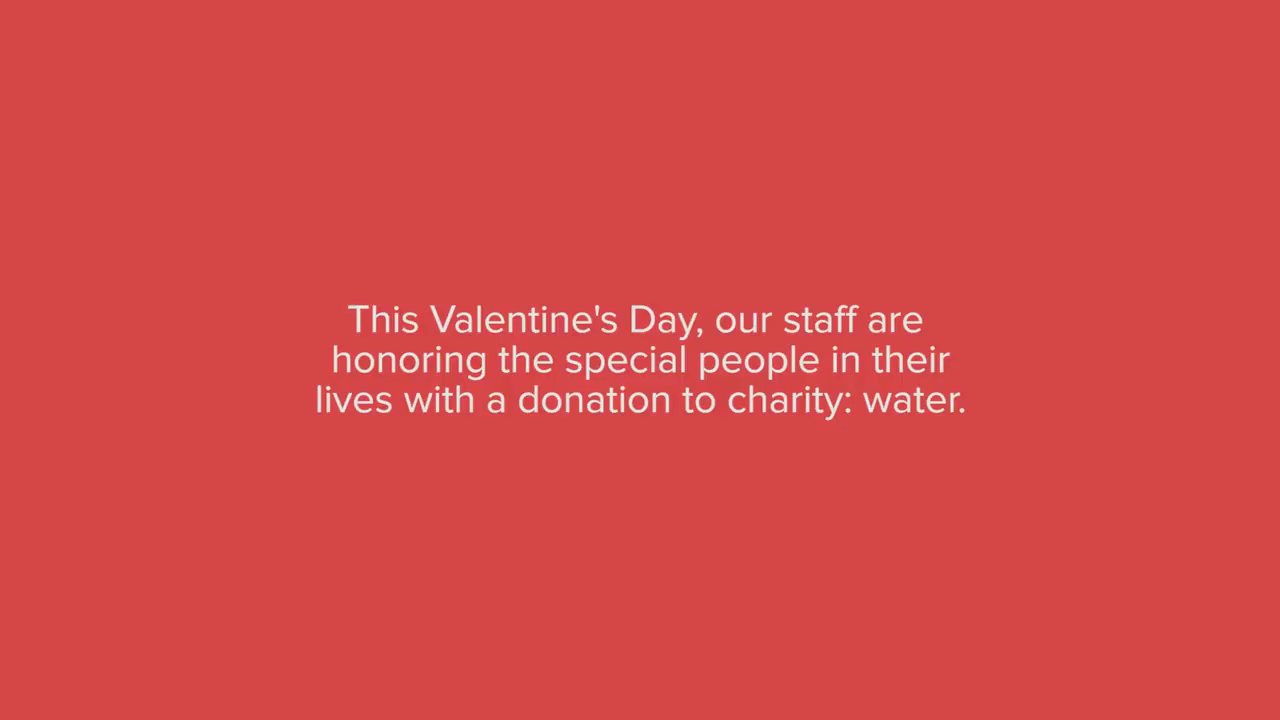 This Valentine's Day, our staff are
honoring the special people in their
lives with a donation to charity: water.